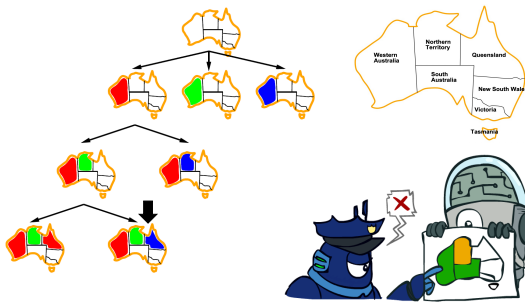 Northern
Territory
Western
Australia
Queensland
South
Australia
New South Wale
Victoria
Tasmania